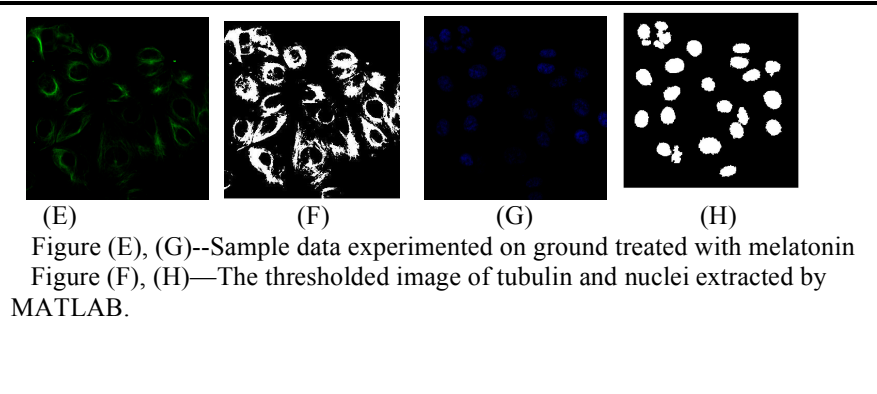 (E) (F) (G) (H)
Figure (E), (G)--Sample data experimented on ground treated with melatonin
Figure (F), (H)—The thresholded image of tubulin and nuclei extracted by
MATLAB.